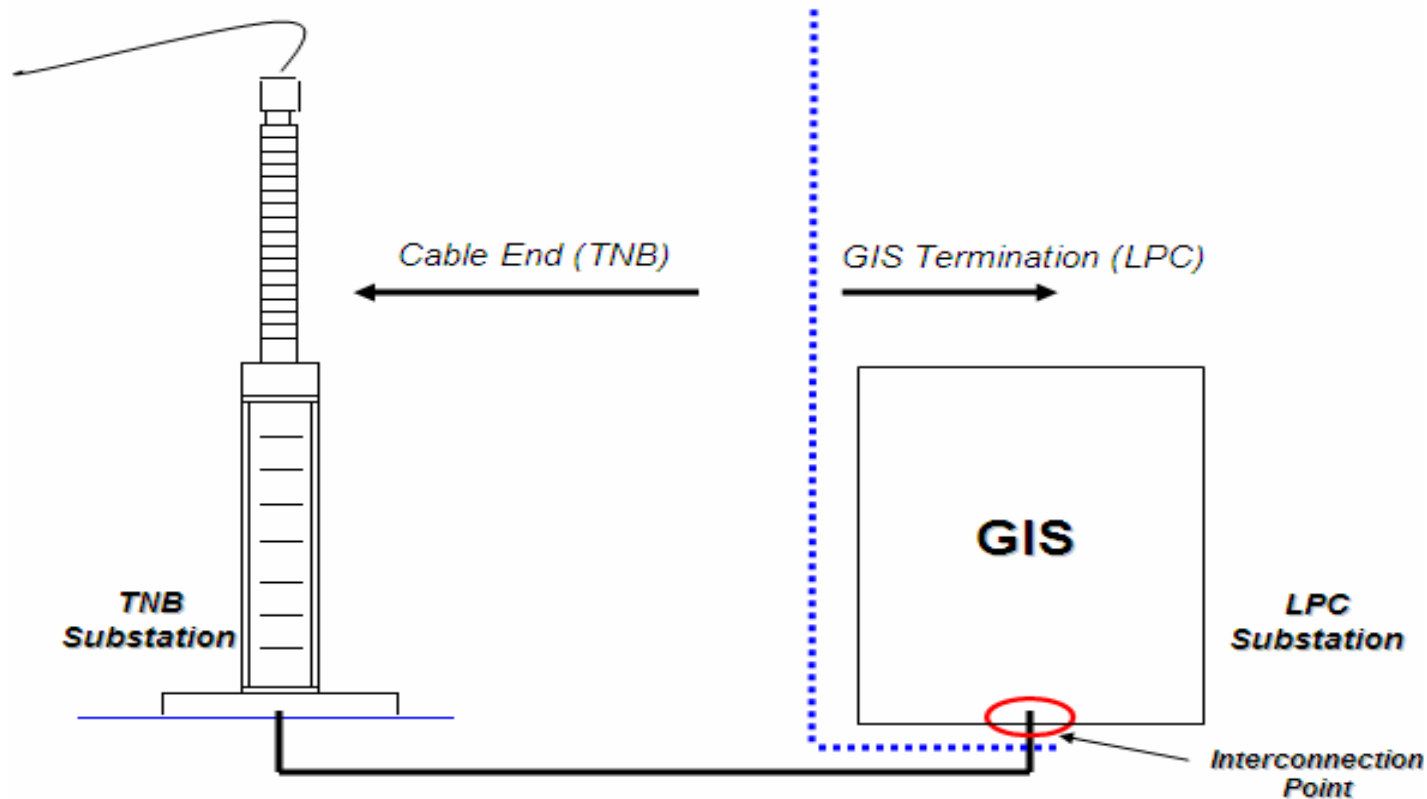 Cable End (TNB)
GIS Termination (LPC)
GIS
TNB
Substation
LPC
Substation
Interconnection
Point